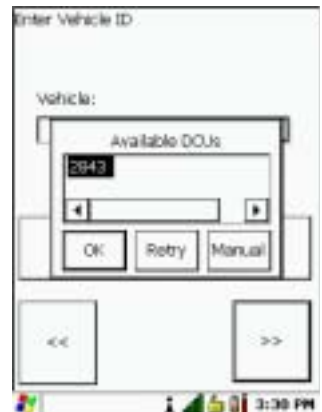 Enter Vehicle ID
Vehicle:
Available DCUs
2843
OK Retry Manual
<< >>
3:30 PM